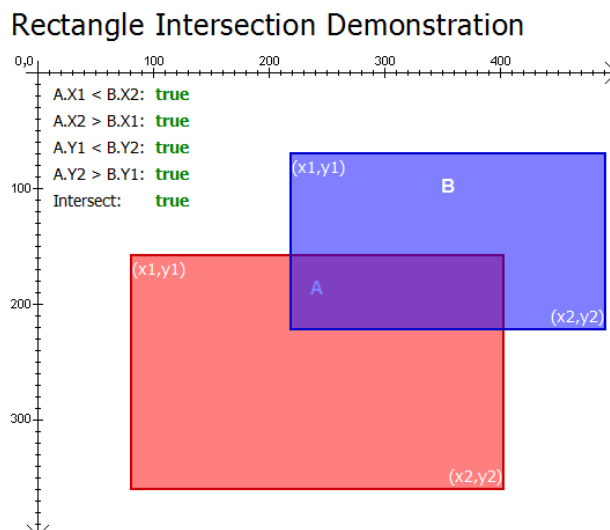 Rectangle Intersection Demonstration
0,0 100 200 300 400
A.X1 < B.X2: true
A.X2 > B.X1: true
A.Y1 < B.Y2: true
A.Y2 > B.Y1: true
Intersect: true
(x1,y1)
B
100
(x1,y1)
A
200
(x2,y2)
300
(x2,y2)